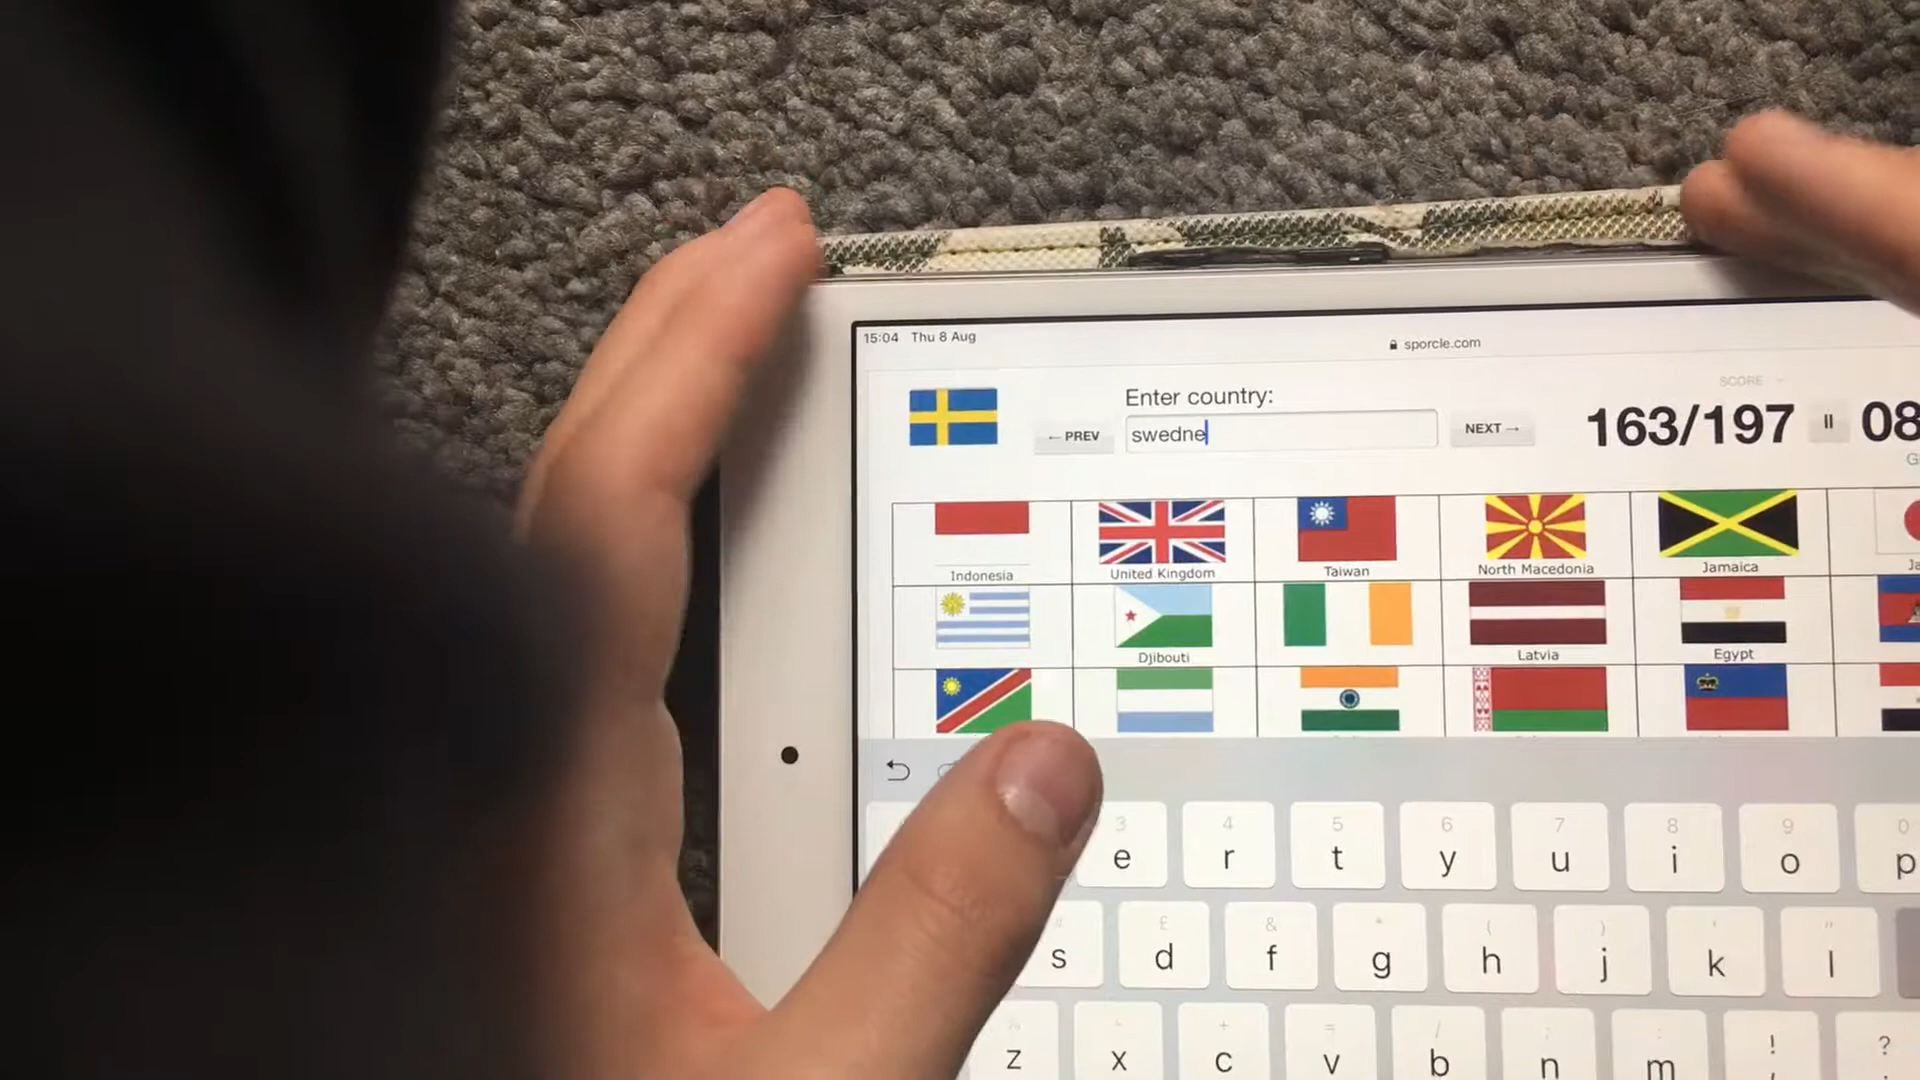 15:04 Thu 8 Aug
sporcle.com
SCORE
Enter country:
← PREV
swedne
NEXT →
163/197
08
G
Indonesia
United Kingdom
Taiwan
North Macedonia
Jamaica
Ja
Djibouti
Latvia
Egypt
3 4 5 6 7 8 9 0
e r t y u i o p
£ & * ( ) ' "
s d f g h j k l
- + = / ; : ! ?
z x c v b n m ,